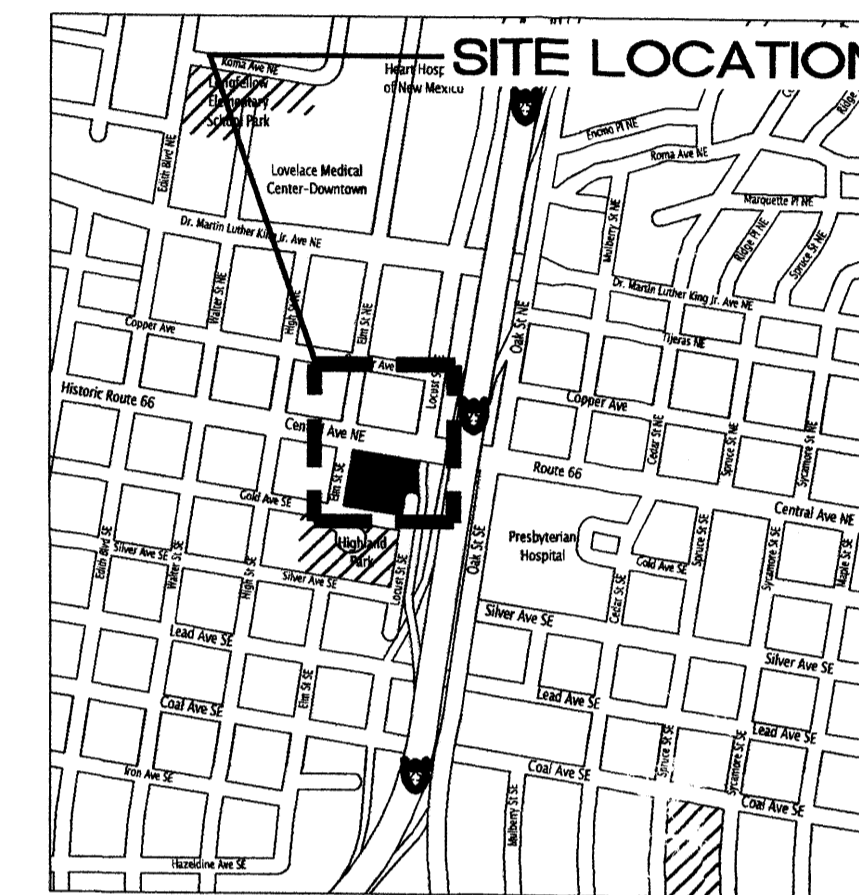 SITE LOCATION
Roma Ave NE
Longfellow
Elementary
School Park
Heart Hosp
of New Mexico
Lovelace Medical
Center-Downtown
Edith Blvd NE
Dr. Martin Luther King Jr. Ave NE
Walter St NE
High St NE
Elm St NE
Copper Ave
Historic Route 66
Ave
Locust St
Central Ave NE
Elm St SE
Gold Ave SE
Highland
Park
Edith Blvd SE
Silver Ave SE
Walter St SE
High St SE
Silver Ave SE
Locust St SE
Lead Ave SE
Elm St SE
Coal Ave SE
Iron Ave SE
Hazeldine Ave SE
Oak St NE
Oak St SE
Encino Pl NE
Roma Ave NE
Ridge
Mulberry St NE
Marquette Pl NE
Ridge Pl NE
Spruce St NE
Dr. Martin Luther King Jr. Ave NE
Tijeras NE
Copper Ave
Cedar St NE
Spruce St NE
Sycamore St NE
Route 66
Central Ave NE
Presbyterian
Hospital
Gold Ave SE
Spruce St SE
Sycamore St SE
Maple St SE
Cedar St SE
Silver Ave SE
Silver Ave SE
Lead Ave SE
Lead Ave SE
Spruce St SE
Sycamore St SE
Coal Ave SE
Coal Ave SE
Mulberry St SE